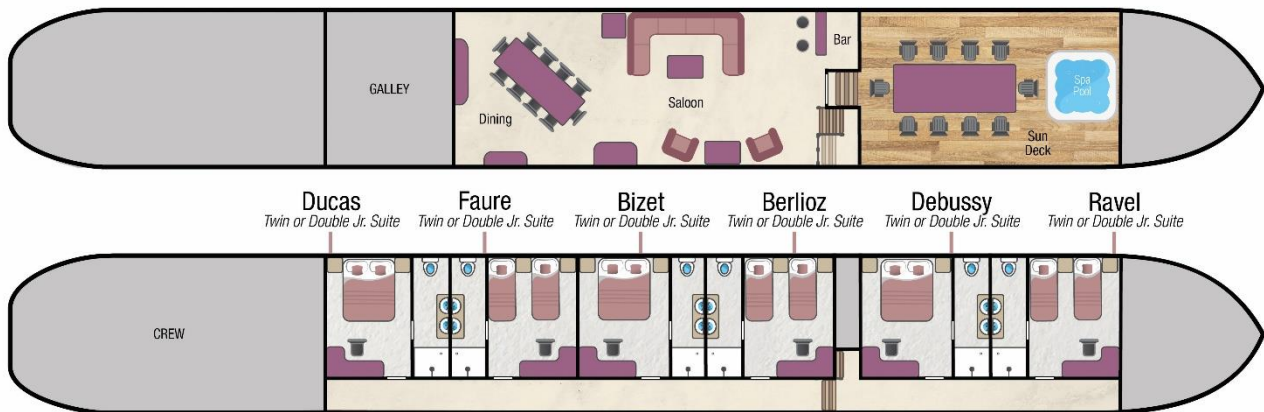 GALLEY
Dining
Saloon
Bar
Sun
Deck
Spa
Pool
Ducas
Twin or Double Jr. Suite
Faure
Twin or Double Jr. Suite
Bizet
Twin or Double Jr. Suite
Berlioz
Twin or Double Jr. Suite
Debussy
Twin or Double Jr. Suite
Ravel
Twin or Double Jr. Suite
CREW